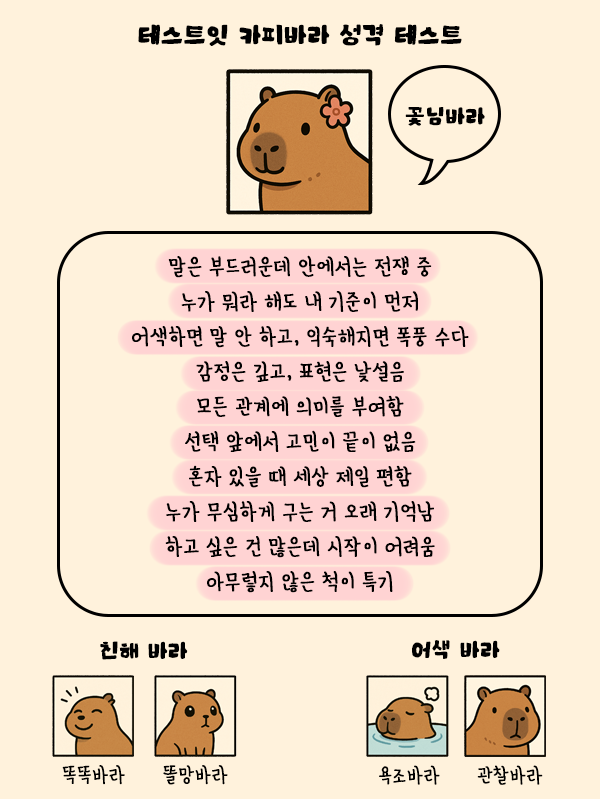 테스트잇 카피바라 성격 테스트
꽃님바라
말은 부드러운데 안에서는 전쟁 중
누가 뭐라 해도 내 기준이 먼저
어색하면 말 안 하고, 익숙해지면 폭풍 수다
감정은 깊고, 표현은 낯설음
모든 관계에 의미를 부여함
선택 앞에서 고민이 끝이 없음
혼자 있을 때 세상 제일 편함
누가 무심하게 구는 거 오래 기억남
하고 싶은 건 많은데 시작이 어려움
아무렇지 않은 척이 특기
친해 바라
어색 바라
똑똑바라
똘망바라
욕조바라
관찰바라